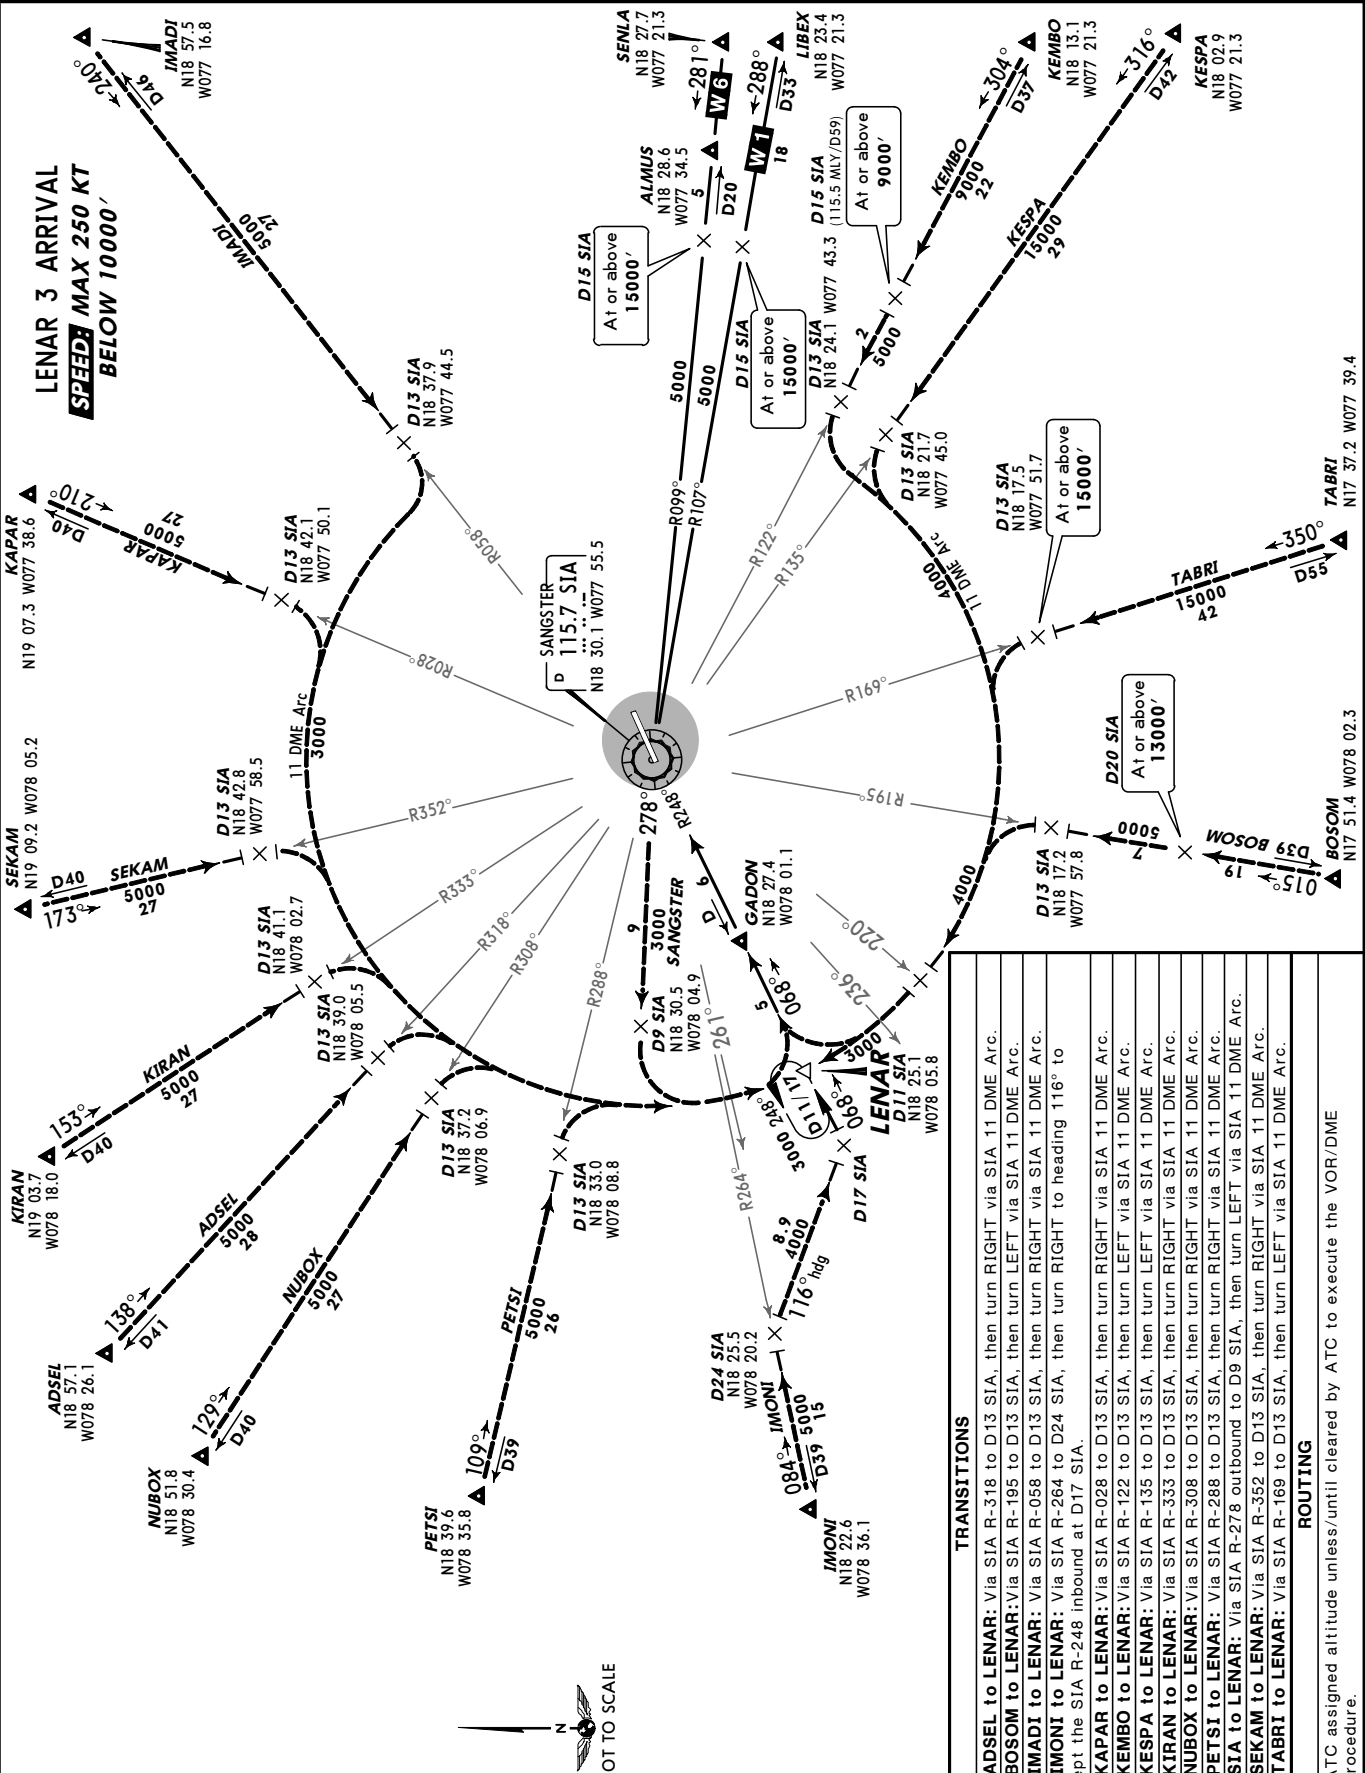 LENAR 3 ARRIVAL
SPEED: MAX 250 KT
BELOW 10000'
IMADI
N18 57.5
W077 16.8
240°
D46
IMADI
5000
27
D13 SIA
N18 37.9
W077 44.5
R058°
KAPAR
N19 07.3 W077 38.6
210°
D40
KAPAR
5000
27
D13 SIA
N18 42.1
W077 50.1
R028°
11 DME Arc
3000
SEKAM
N19 09.2 W078 05.2
D40
173°
SEKAM
5000
27
D13 SIA
N18 42.8
W077 58.5
R352°
KIRAN
N19 03.7
W078 18.0
153°
D40
KIRAN
5000
27
D13 SIA
N18 41.1
W078 02.7
R333°
ADSEL
N18 57.1
W078 26.1
138°
D41
ADSEL
5000
28
D13 SIA
N18 39.0
W078 05.5
R318°
NUBOX
N18 51.8
W078 30.4
129°
D40
NUBOX
5000
27
D13 SIA
N18 37.2
W078 06.9
R308°
PETSI
N18 39.6
W078 35.8
109°
D39
PETSI
5000
26
D13 SIA
N18 33.0
W078 08.8
R288°
SENLA
N18 27.7
W077 21.3
281°
W 6
ALMUS
N18 28.6
W077 34.5
5
D20
D15 SIA
At or above
15000'
5000
R099°
LIBEX
N18 23.4
W077 21.3
288°
D33
W 1
18
D15 SIA
At or above
15000'
5000
R107°
SANGSTER
D 115.7 SIA
N18 30.1 W077 55.5
KEMBO
N18 13.1
W077 21.3
304°
D37
KEMBO
9000
22
D15 SIA
(115.5 MLY/D59)
At or above
9000'
2
5000
D13 SIA
N18 24.1 W077 43.3
R122°
KESPA
N18 02.9
W077 21.3
316°
D42
KESPA
15000
29
D13 SIA
N18 21.7
W077 45.0
R135°
11 DME Arc
4000
TABRI
N17 37.2 W077 39.4
350°
D55
TABRI
15000
42
D13 SIA
N18 17.5
W077 51.7
At or above
15000'
R169°
BOSOM
N17 51.4 W078 02.3
015°
D39
BOSOM
19
D20 SIA
At or above
13000'
7
5000
D13 SIA
N18 17.2
W077 57.8
R195°
4000
220°
236°
3000
278°
9
3000
SANGSTER
D9 SIA
N18 30.5
W078 04.9
R248°
D 6
GADON
N18 27.4
W078 01.1
5
068°
261°
R264°
3000 248°
D11/17
068°
LENAR
D11 SIA
N18 25.1
W078 05.8
D17 SIA
8.9
4000
116° hdg
D24 SIA
N18 25.5
W078 20.2
IMONI
5000
15
084°
D39
IMONI
N18 22.6
W078 36.1
N
OT TO SCALE
TRANSITIONS
ADSEL to LENAR: Via SIA R-318 to D13 SIA, then turn RIGHT via SIA 11 DME Arc.
BOSOM to LENAR: Via SIA R-195 to D13 SIA, then turn LEFT via SIA 11 DME Arc.
IMADI to LENAR: Via SIA R-058 to D13 SIA, then turn RIGHT via SIA 11 DME Arc.
IMONI to LENAR: Via SIA R-264 to D24 SIA, then turn RIGHT to heading 116° to
ept the SIA R-248 inbound at D17 SIA.
KAPAR to LENAR: Via SIA R-028 to D13 SIA, then turn RIGHT via SIA 11 DME Arc.
KEMBO to LENAR: Via SIA R-122 to D13 SIA, then turn LEFT via SIA 11 DME Arc.
KESPA to LENAR: Via SIA R-135 to D13 SIA, then turn LEFT via SIA 11 DME Arc.
KIRAN to LENAR: Via SIA R-333 to D13 SIA, then turn RIGHT via SIA 11 DME Arc.
NUBOX to LENAR: Via SIA R-308 to D13 SIA, then turn RIGHT via SIA 11 DME Arc.
PETSI to LENAR: Via SIA R-288 to D13 SIA, then turn RIGHT via SIA 11 DME Arc.
SIA to LENAR: Via SIA R-278 outbound to D9 SIA, then turn LEFT via SIA 11 DME Arc.
SEKAM to LENAR: Via SIA R-352 to D13 SIA, then turn RIGHT via SIA 11 DME Arc.
TABRI to LENAR: Via SIA R-169 to D13 SIA, then turn LEFT via SIA 11 DME Arc.
ROUTING
ATC assigned altitude unless/until cleared by ATC to execute the VOR/DME
rocedure.